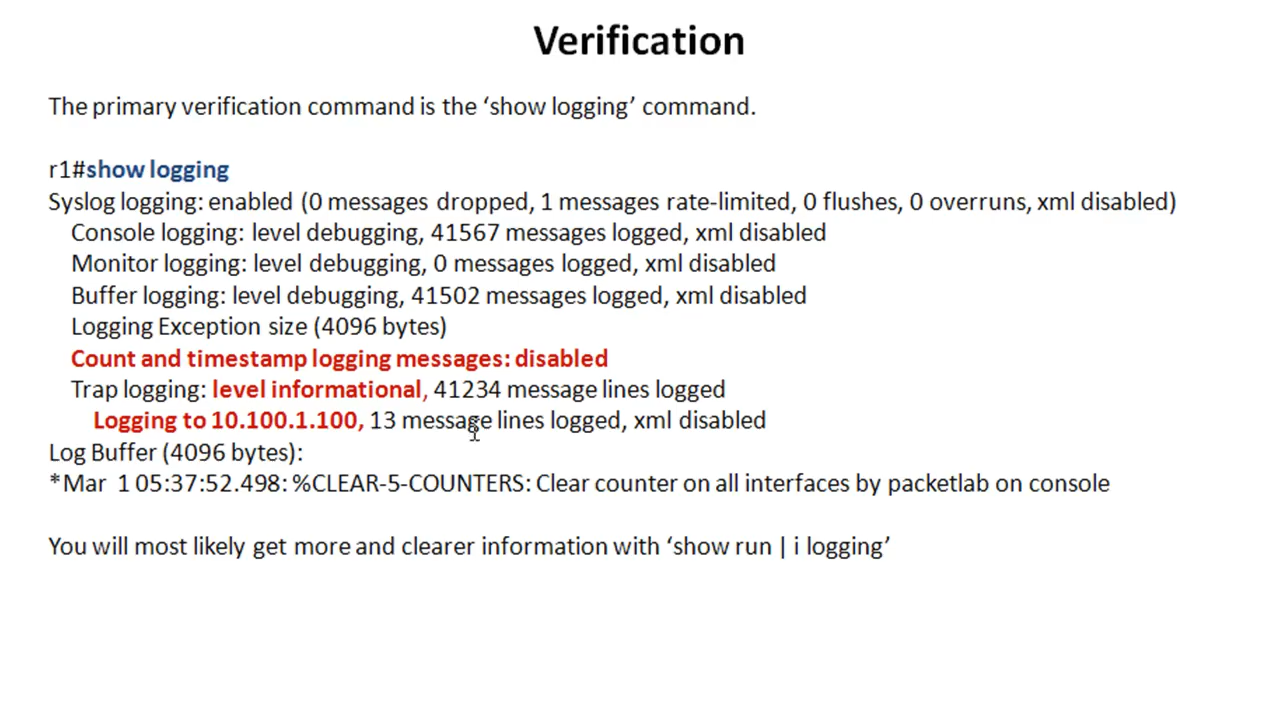 Verification
The primary verification command is the ‘show logging’ command.
r1#show logging
Syslog logging: enabled (0 messages dropped, 1 messages rate-limited, 0 flushes, 0 overruns, xml disabled)
Console logging: level debugging, 41567 messages logged, xml disabled
Monitor logging: level debugging, 0 messages logged, xml disabled
Buffer logging: level debugging, 41502 messages logged, xml disabled
Logging Exception size (4096 bytes)
Count and timestamp logging messages: disabled
Trap logging: level informational, 41234 message lines logged
Logging to 10.100.1.100, 13 message lines logged, xml disabled
Log Buffer (4096 bytes):
*Mar 1 05:37:52.498: %CLEAR-5-COUNTERS: Clear counter on all interfaces by packetlab on console
You will most likely get more and clearer information with ‘show run | i logging’